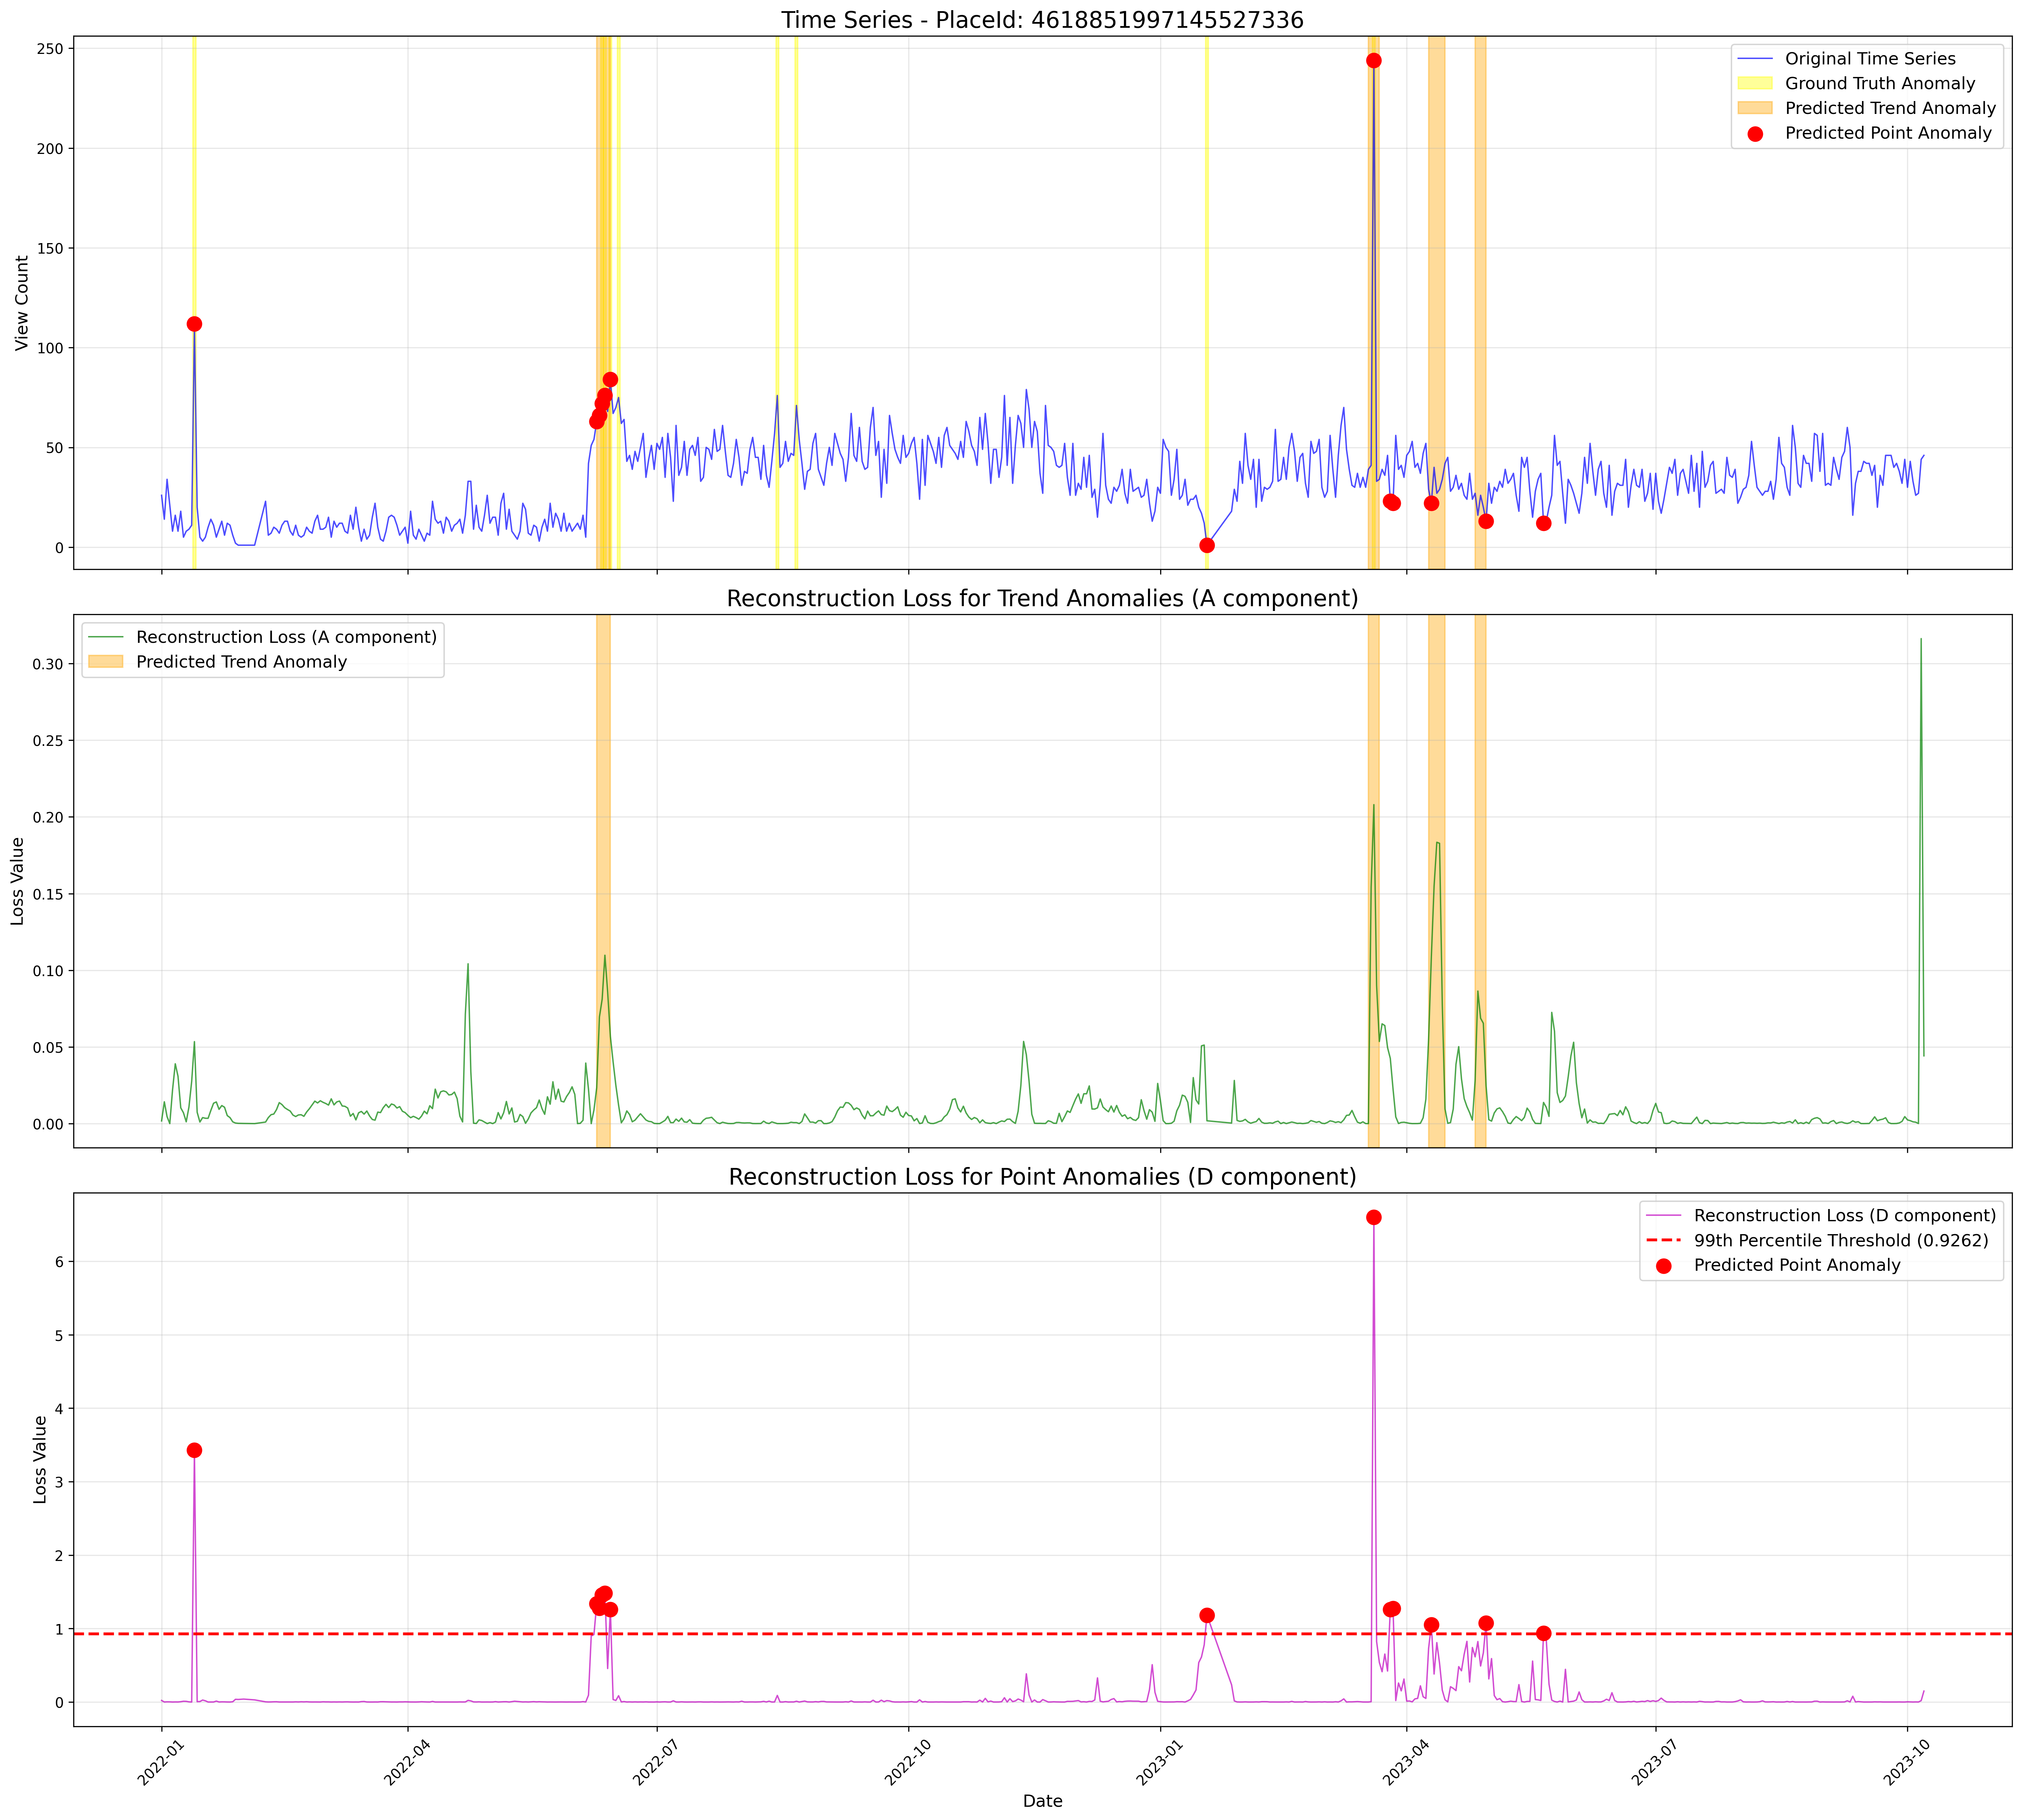 Time Series - PlaceId: 4618851997145527336
250
200
150
100
50
0
View Count
Original Time Series
Ground Truth Anomaly
Predicted Trend Anomaly
Predicted Point Anomaly
Reconstruction Loss for Trend Anomalies (A component)
0.30
0.25
0.20
0.15
0.10
0.05
0.00
Loss Value
Reconstruction Loss (A component)
Predicted Trend Anomaly
Reconstruction Loss for Point Anomalies (D component)
6
5
4
3
2
1
0
Loss Value
Reconstruction Loss (D component)
99th Percentile Threshold (0.9262)
Predicted Point Anomaly
2022-01
2022-04
2022-07
2022-10
2023-01
2023-04
2023-07
2023-10
Date